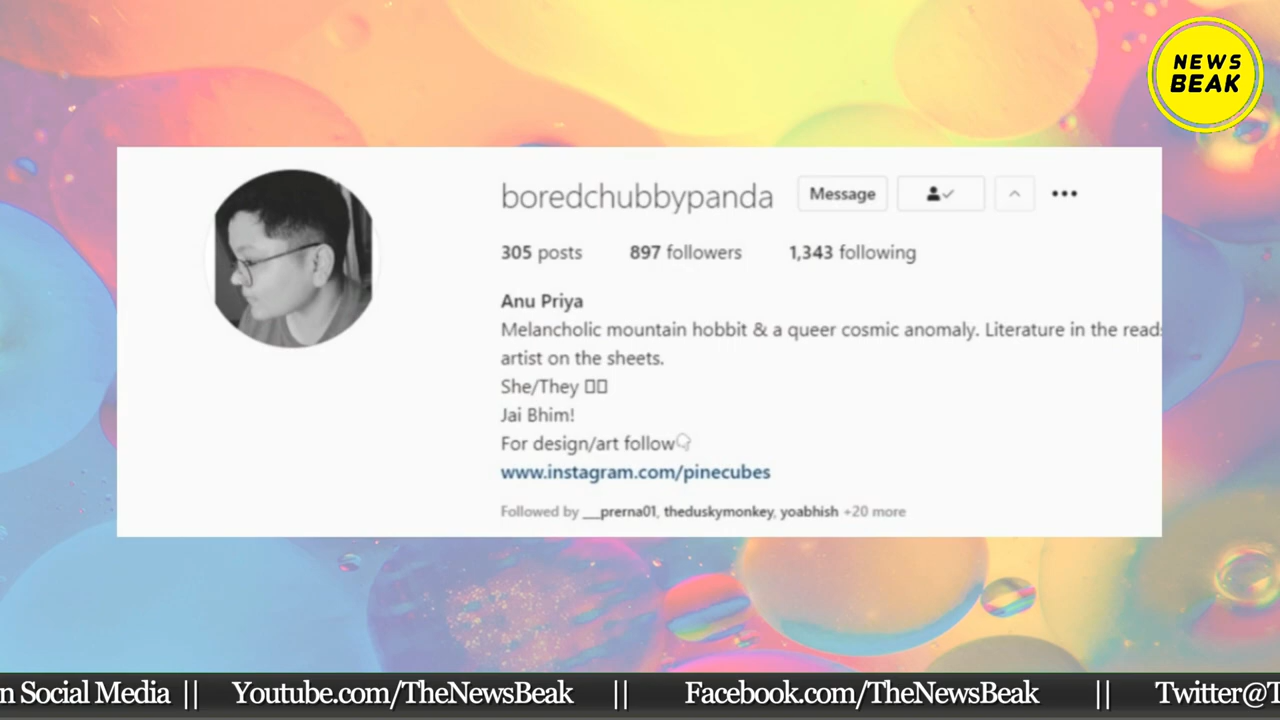 NEWS
BEAK
boredchubbypanda Message
305 posts 897 followers 1,343 following
Anu Priya
Melancholic mountain hobbit & a queer cosmic anomaly. Literature in the reads
artist on the sheets.
She/They
Jai Bhim!
For design/art follow
www.instagram.com/pinecubes
Followed by __prerna01, theduskymonkey, yoabhish +20 more
n Social Media || Youtube.com/TheNewsBeak || Facebook.com/TheNewsBeak || Twitter@T